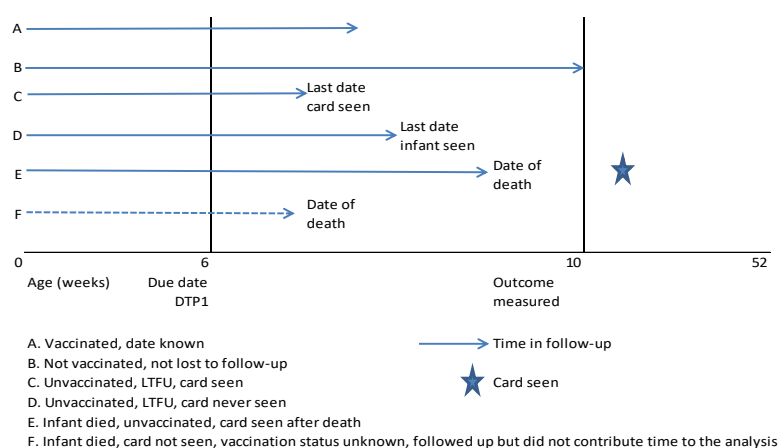 A
B
C
Last date
card seen
D
Last date
infant seen
E
Date of
death
F
Date of
death
0
6
10
52
Age (weeks)
Due date
DTP1
Outcome
measured
A. Vaccinated, date known
Time in follow-up
B. Not vaccinated, not lost to follow-up
C. Unvaccinated, LTFU, card seen
Card seen
D. Unvaccinated, LTFU, card never seen
E. Infant died, unvaccinated, card seen after death
F. Infant died, card not seen, vaccination status unknown, followed up but did not contribute time to the analysis